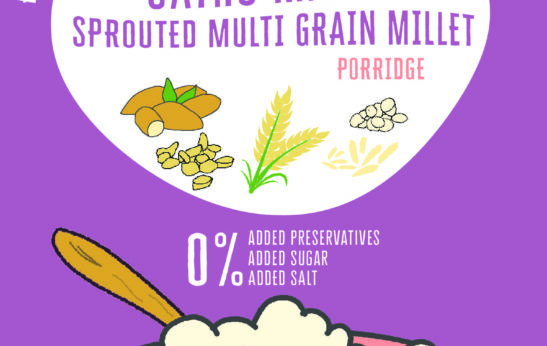 SPROUTED MULTI GRAIN MILLET
PORRIDGE
0% ADDED PRESERVATIVES
ADDED SUGAR
ADDED SALT